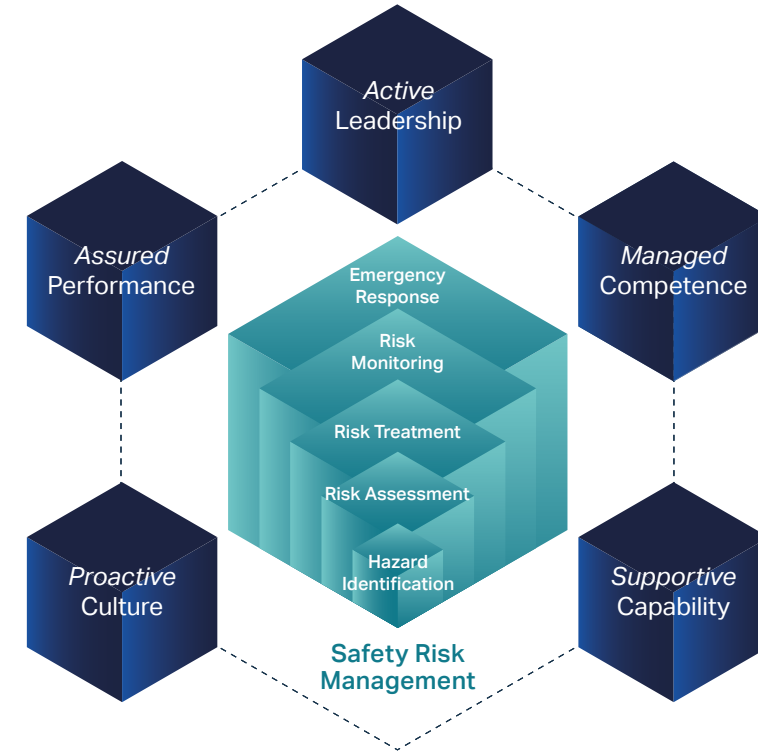 Active
Leadership
Assured
Performance
Managed
Competence
Emergency
Response
Risk
Monitoring
Risk Treatment
Risk Assessment
Hazard
Identification
Proactive
Culture
Supportive
Capability
Safety Risk
Management